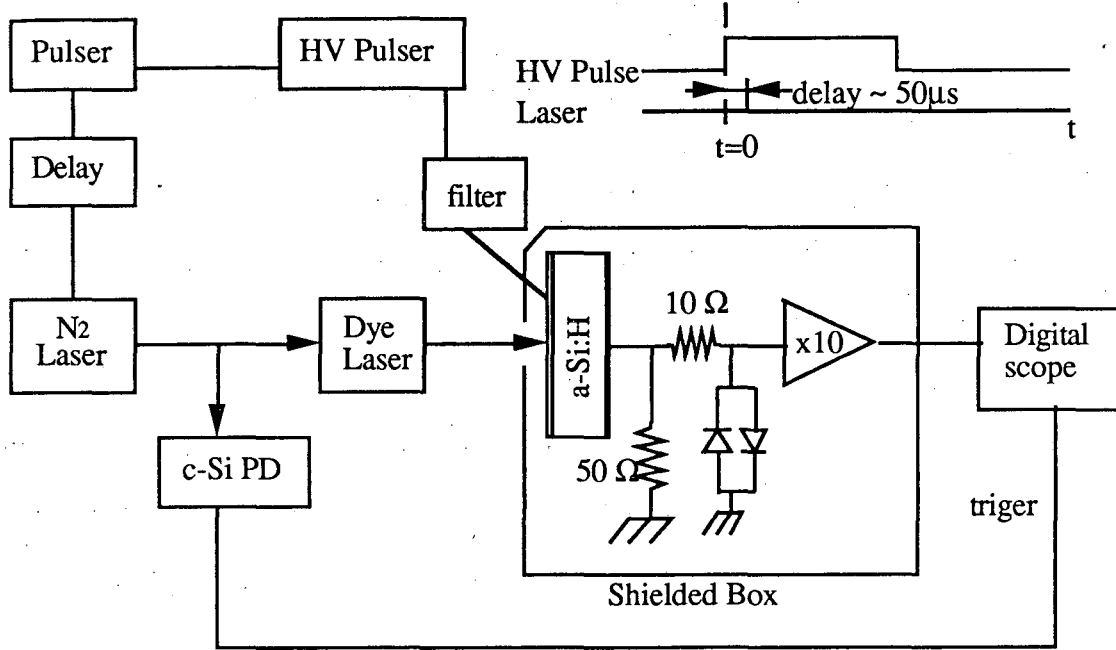 Pulser
HV Pulser
HV Pulse
Laser
delay ~ 50μs
t
t=0
Delay
filter
N2
Laser
Dye
Laser
a-Si:H
10 Ω
x10
Digital
scope
c-Si PD
50 Ω
triger
Shielded Box